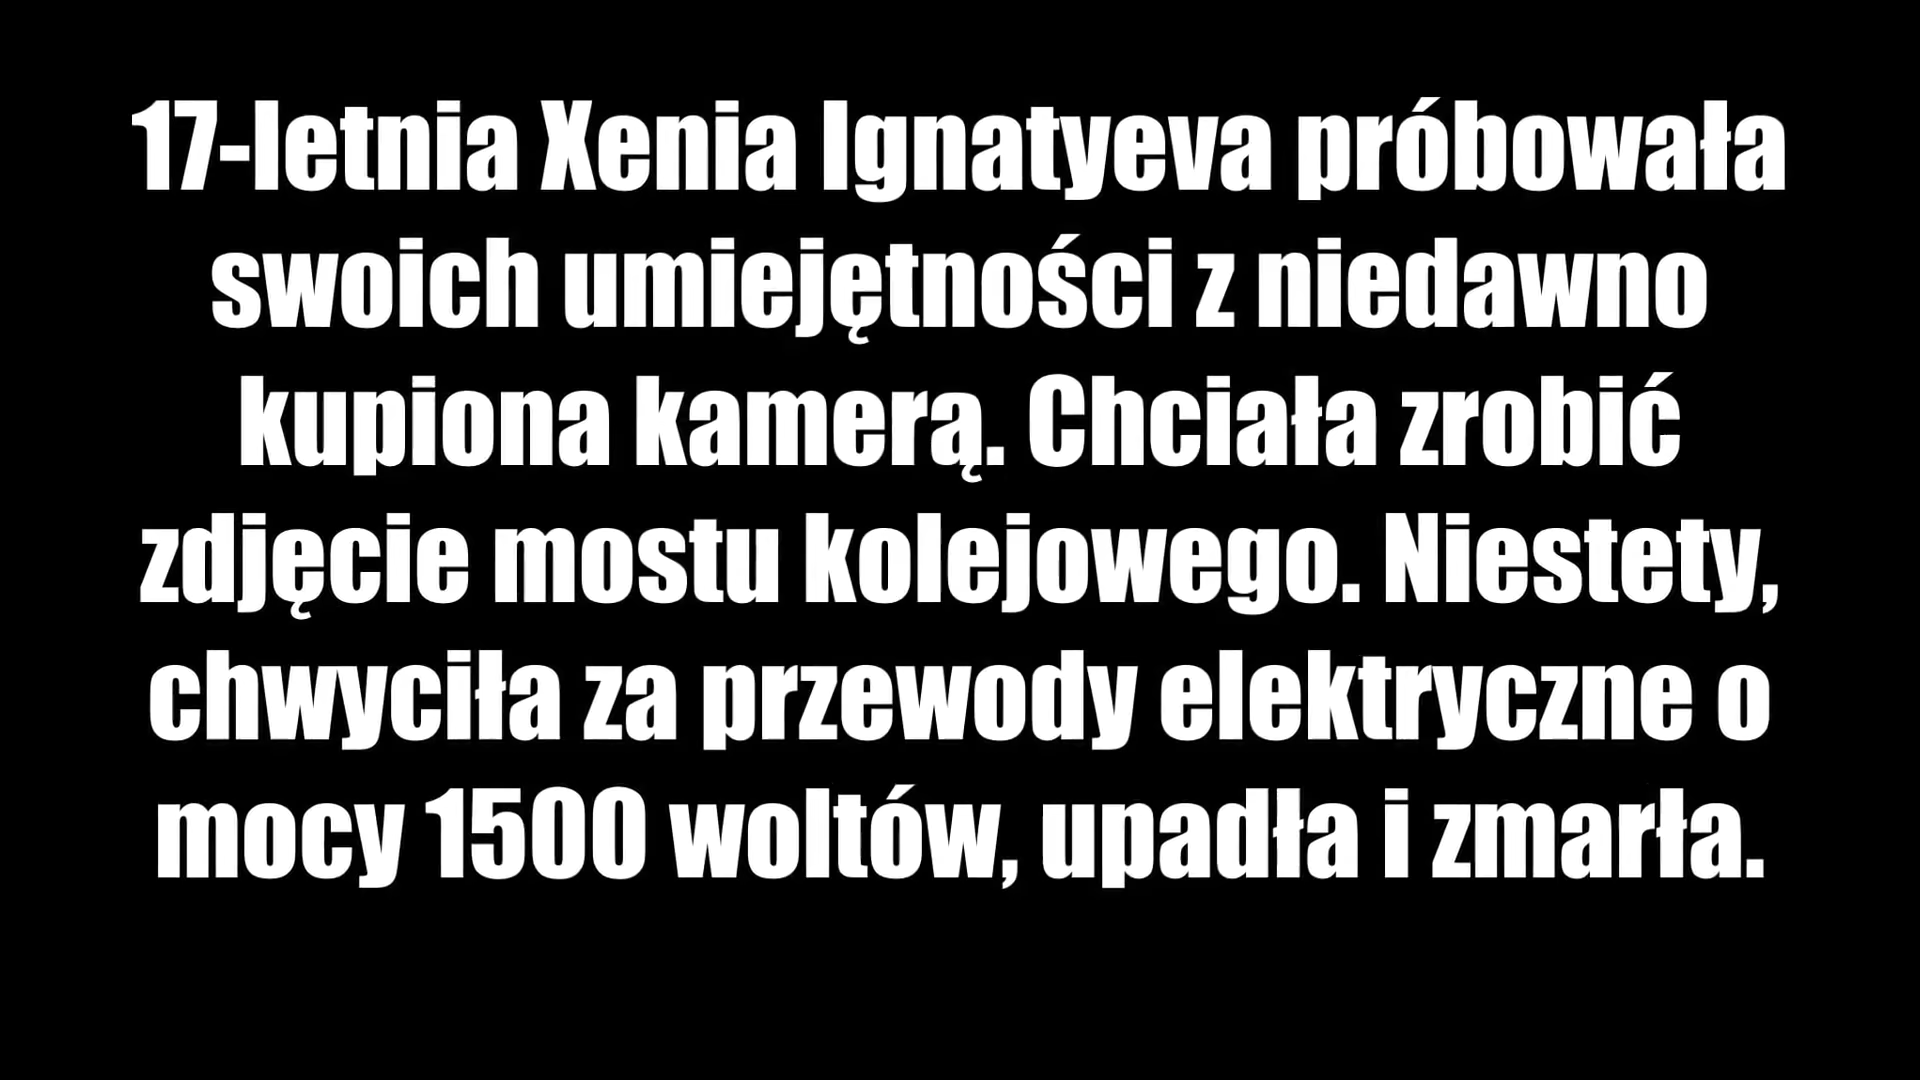 17-letnia Xenia Ignatyeva próbowała
swoich umiejętności z niedawno
kupiona kamerą. Chciała zrobić
zdjęcie mostu kolejowego. Niestety,
chwyciła za przewody elektryczne o
mocy 1500 woltów, upadła i zmarła.